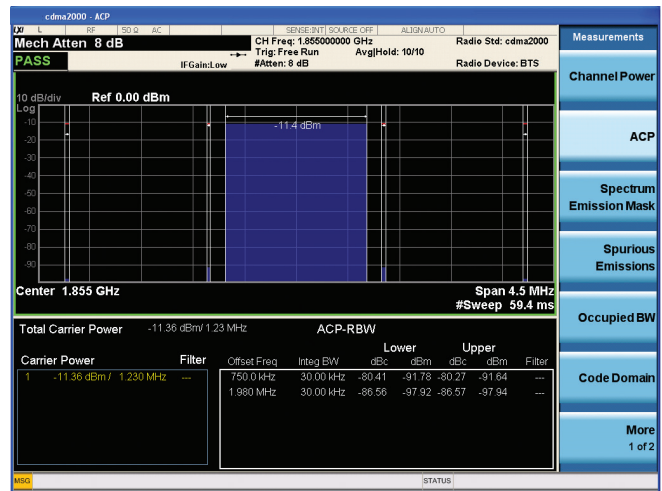 cdma2000 - ACP
LXI L RF 50 Ω AC SENSE:INT SOURCE OFF ALIGNAUTO
Mech Atten 8 dB
CH Freq: 1.855000000 GHz
Radio Std: cdma2000
Trig: Free Run
Avg|Hold: 10/10
PASS
IFGain:Low
#Atten: 8 dB
Radio Device: BTS
10 dB/div Ref 0.00 dBm
Log
-11.4 dBm
-10
-20
-30
-40
-50
-60
-70
-80
-90
Center 1.855 GHz
Span 4.5 MHz
#Sweep 59.4 ms
Total Carrier Power -11.36 dBm/ 1.23 MHz
ACP-RBW
Lower Upper
Carrier Power Filter
Offset Freq Integ BW dBc dBm dBc dBm Filter
1 -11.36 dBm / 1.230 MHz ---
750.0 kHz 30.00 kHz -80.41 -91.78 -80.27 -91.64 ---
1.980 MHz 30.00 kHz -86.56 -97.92 -86.57 -97.94 ---
MSG
STATUS
Measurements
Channel Power
ACP
Spectrum
Emission Mask
Spurious
Emissions
Occupied BW
Code Domain
More
1 of 2